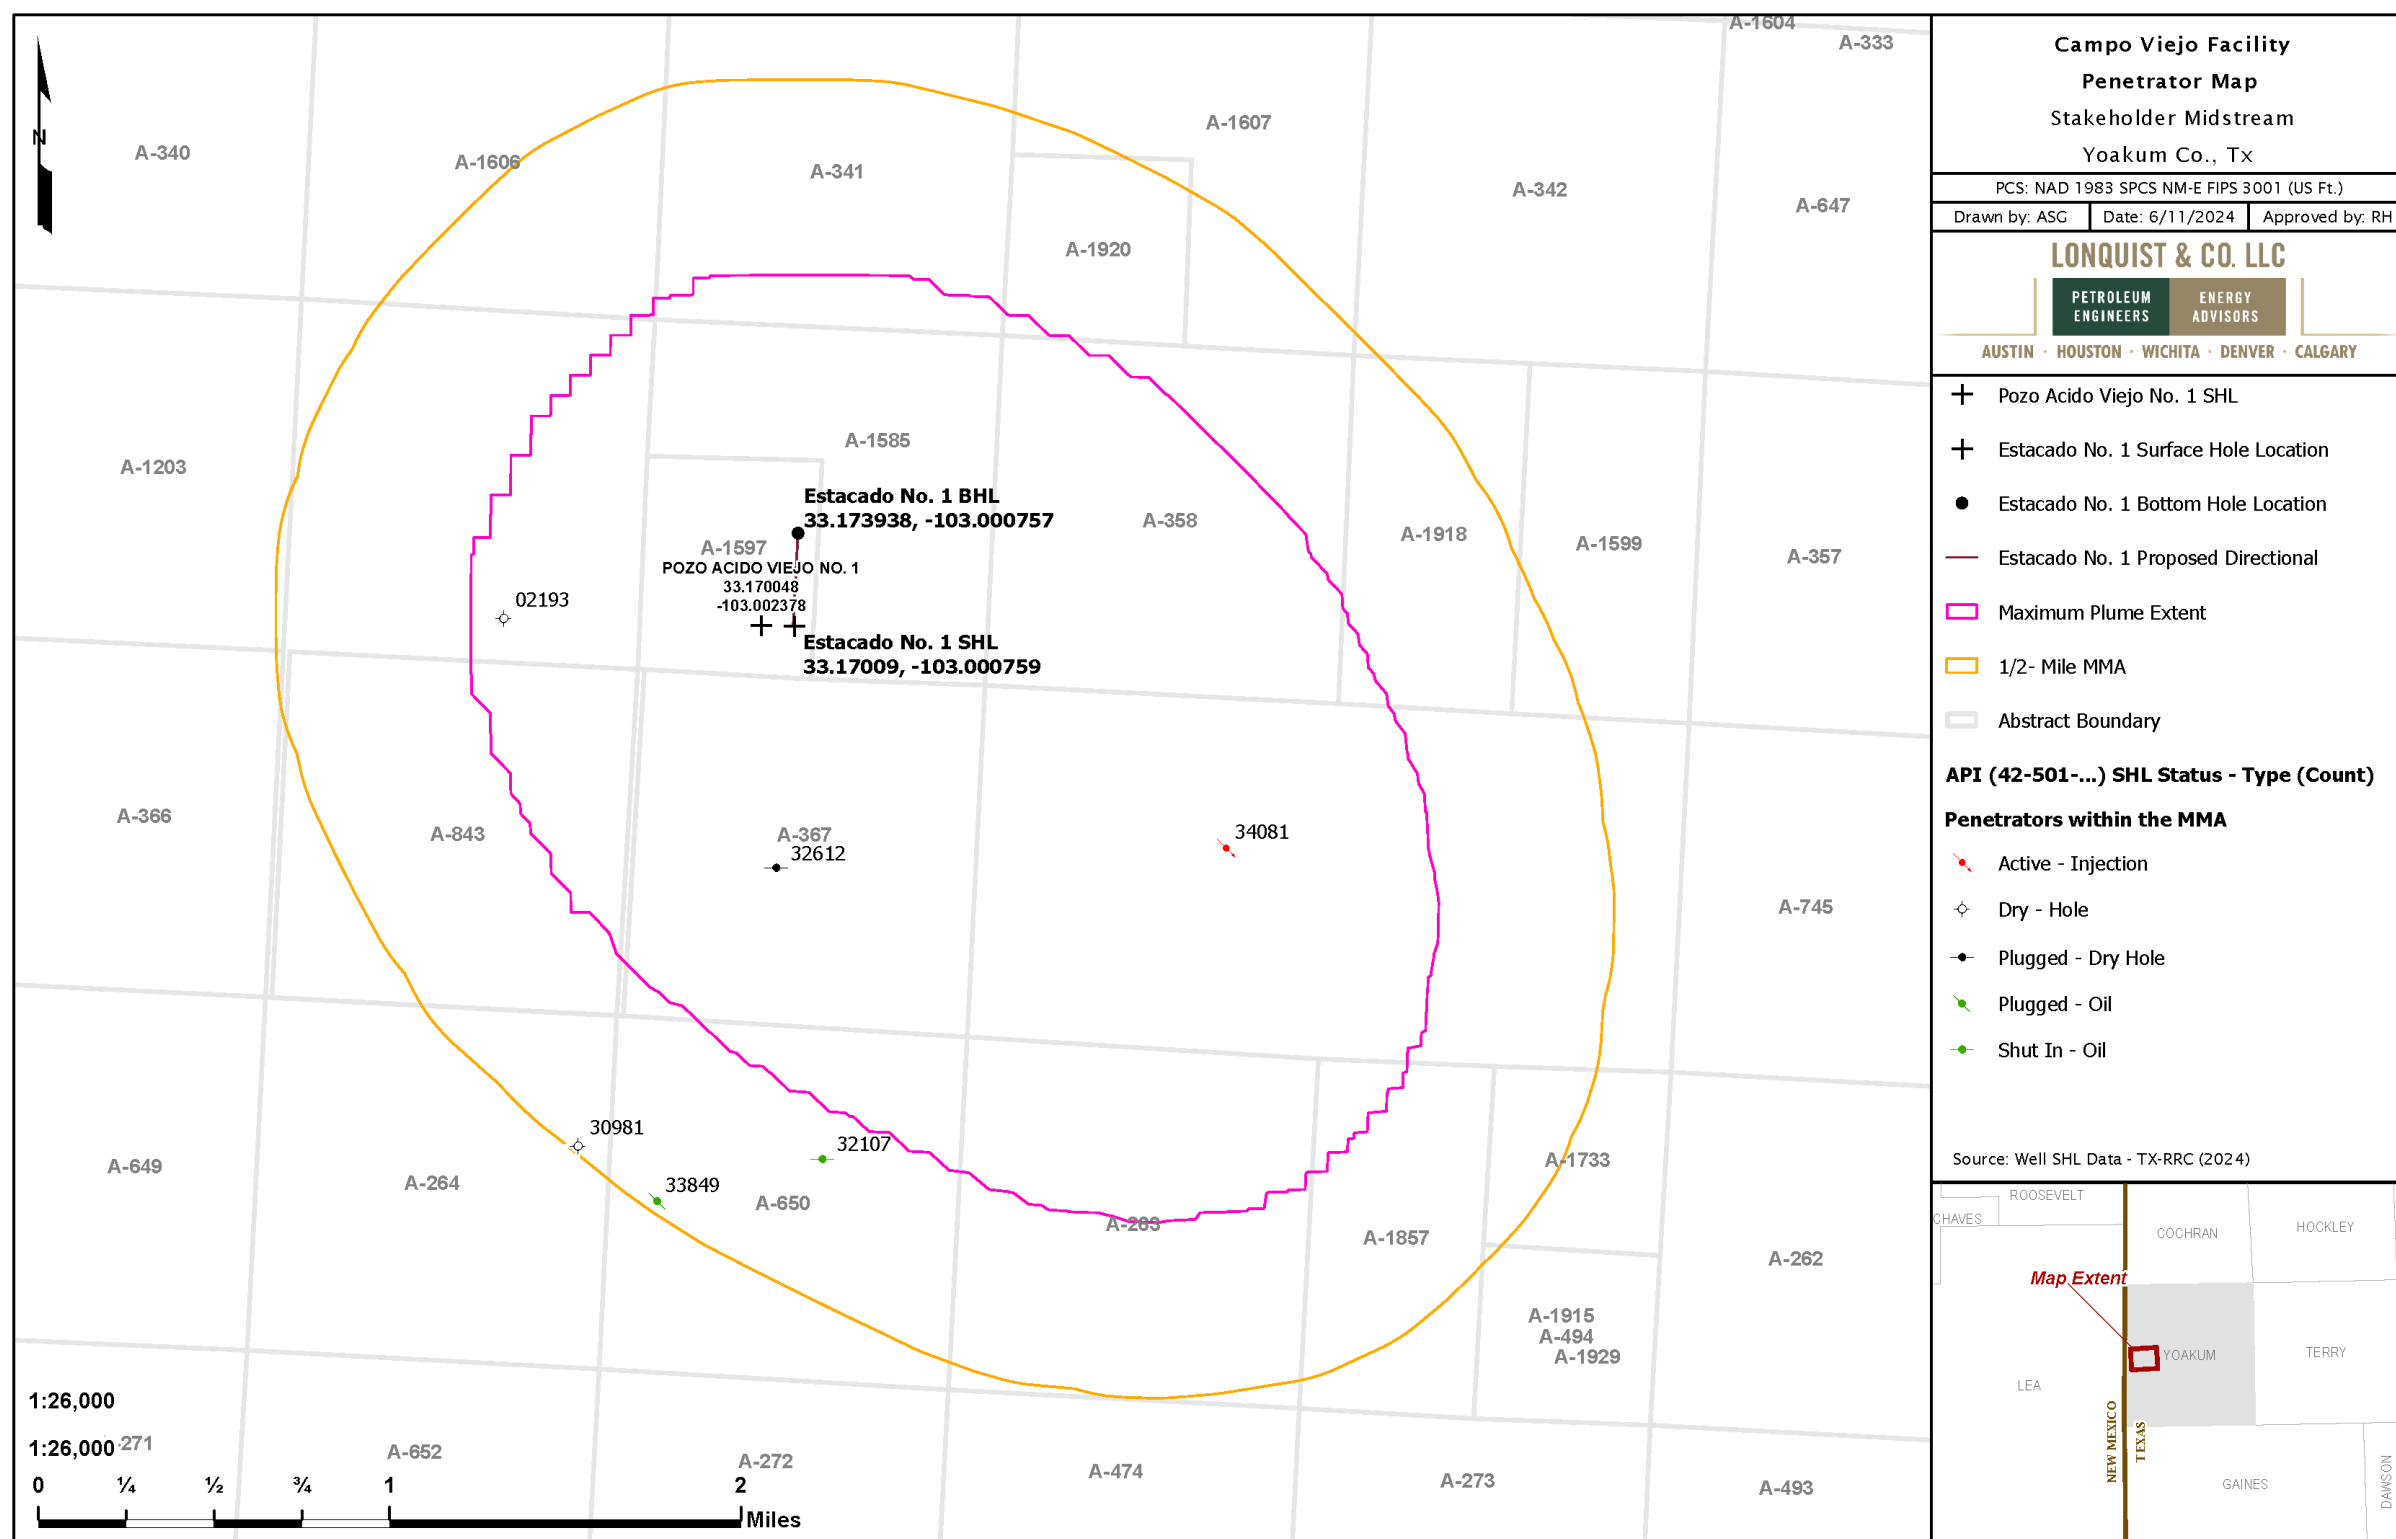 A-1604
A-333
A-1607
A-340
A-1606
A-341
A-342
A-647
A-1920
N
A-1203
A-1585
Estacado No. 1 BHL
33.173938, -103.000757
A-358
A-1918
A-1599
A-357
A-1597
POZO ACIDO VIEJO NO. 1
33.170048
-103.002378
02193
Estacado No. 1 SHL
33.17009, -103.000759
A-366
A-843
A-367
32612
34081
A-745
30981
32107
A-649
A-264
33849
A-650
A-283
A-1857
A-1733
A-262
A-1915
A-494
A-1929
1:26,000
1:26,000
271
A-652
A-272
A-474
A-273
A-493
0 ¼ ½ ¾ 1 2
Miles
Campo Viejo Facility
Penetrator Map
Stakeholder Midstream
Yoakum Co., Tx
PCS: NAD 1983 SPCS NM-E FIPS 3001 (US Ft.)
Drawn by: ASG Date: 6/11/2024 Approved by: RH
LONQUIST & CO. LLC
PETROLEUM ENGINEERS
ENERGY ADVISORS
AUSTIN · HOUSTON · WICHITA · DENVER · CALGARY
Pozo Acido Viejo No. 1 SHL
Estacado No. 1 Surface Hole Location
Estacado No. 1 Bottom Hole Location
Estacado No. 1 Proposed Directional
Maximum Plume Extent
1/2- Mile MMA
Abstract Boundary
API (42-501-...) SHL Status - Type (Count)
Penetrators within the MMA
Active - Injection
Dry - Hole
Plugged - Dry Hole
Plugged - Oil
Shut In - Oil
Source: Well SHL Data - TX-RRC (2024)
ROOSEVELT
CHAVES
COCHRAN
HOCKLEY
Map Extent
YOAKUM
TERRY
LEA
NEW MEXICO
TEXAS
GAINES
DAWSON